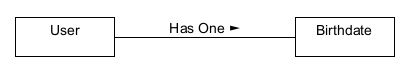 User
Has One ►
Birthdate